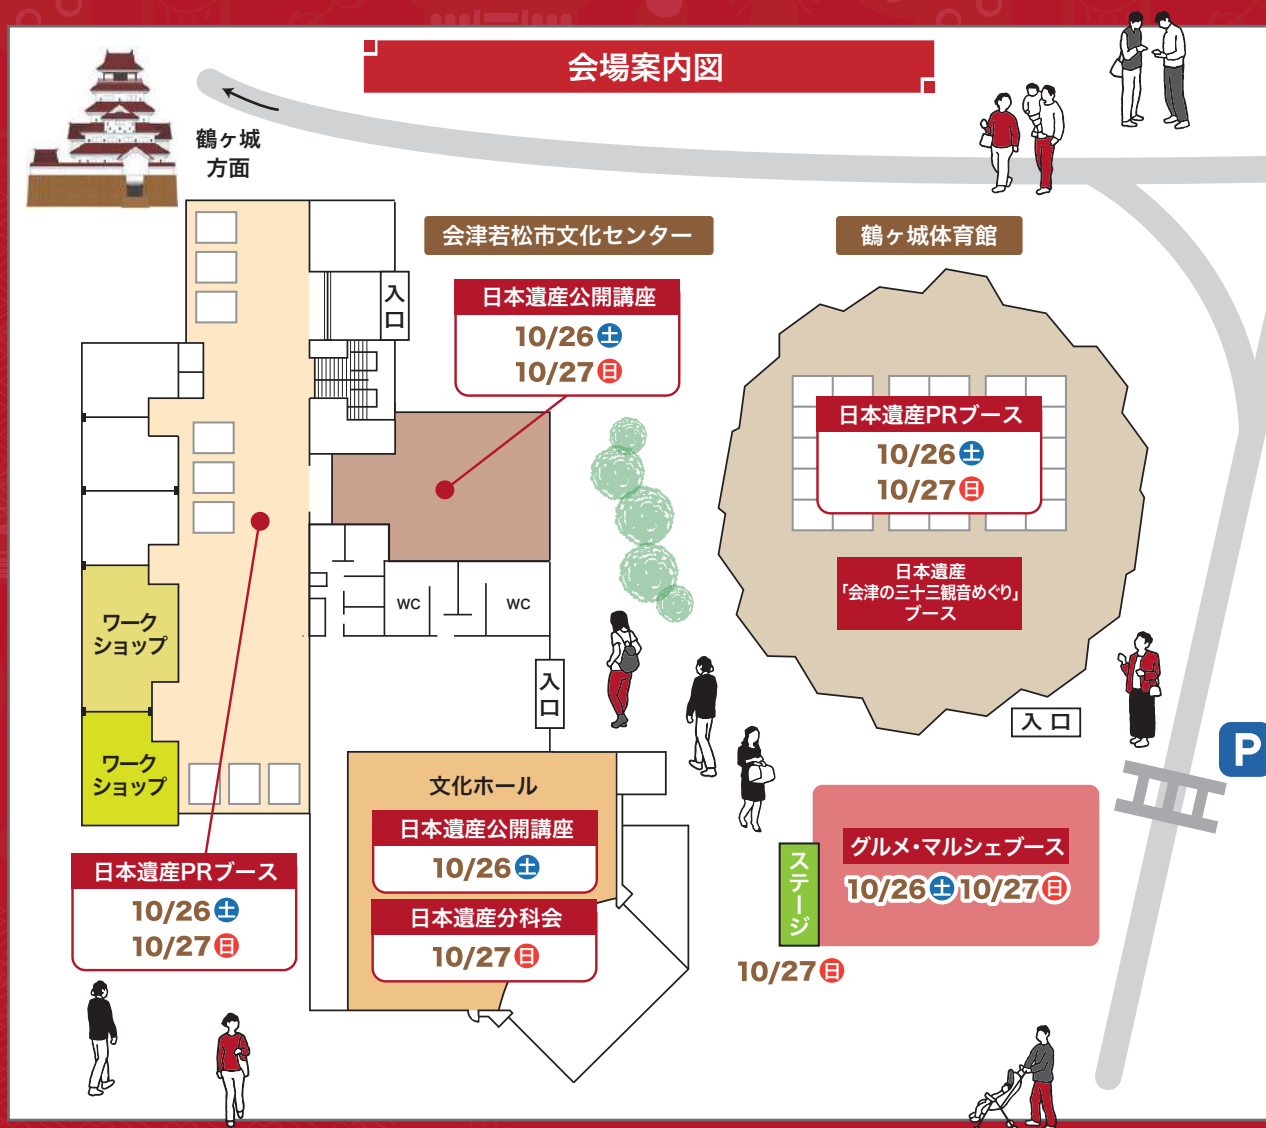 会場案内図
鶴ヶ城
方面
会津若松市文化センター
鶴ヶ城体育館
入口
日本遺産公開講座
10/26土
10/27日
日本遺産PRブース
10/26土
10/27日
日本遺産
「会津の三十三観音めぐり」
ブース
ワーク
ショップ
WC
WC
入口
入口
ワーク
ショップ
P
文化ホール
日本遺産公開講座
10/26土
日本遺産分科会
10/27日
日本遺産PRブース
10/26土
10/27日
グルメ・マルシェブース
10/26土10/27日
ステージ
10/27日